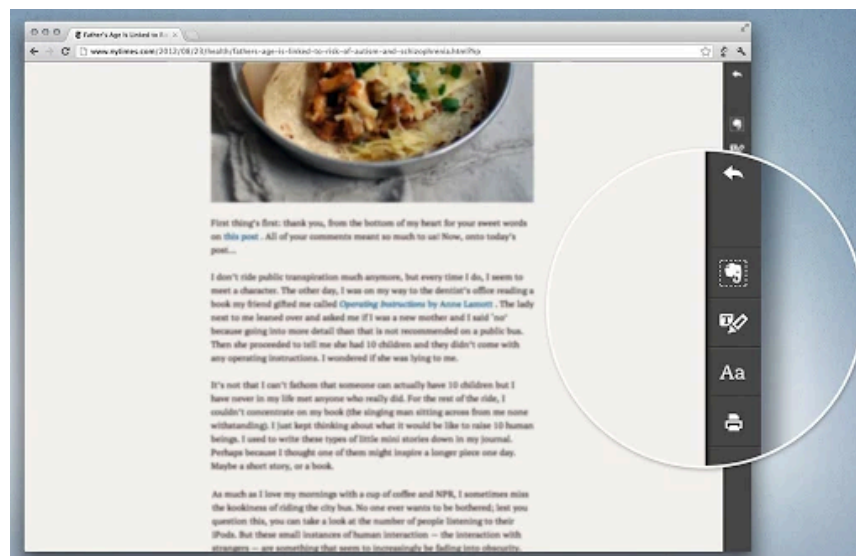 Father's Age Is Linked to Ri
www.nytimes.com/2012/08/23/health/fathers-age-is-linked-to-risk-of-autism-and-schizophrenia.html?hp
First thing's first: thank you, from the bottom of my heart for your sweet words
on this post . All of your comments meant so much to us! Now, onto today's
post...
I don't ride public transpiration much anymore, but every time I do, I seem to
meet a character. The other day, I was on my way to the dentist's office reading a
book my friend gifted me called Operating Instructions by Anne Lamott . The lady
next to me leaned over and asked me if I was a new mother and I said 'no'
because going into more detail than that is not recommended on a public bus.
Then she proceeded to tell me she had 10 children and they didn't come with
any operating instructions. I wondered if she was lying to me.
It's not that I can't fathom that someone can actually have 10 children but I
have never in my life met anyone who really did. For the rest of the ride, I
couldn't concentrate on my book (the singing man sitting across from me none
withstanding). I just kept thinking about what it would be like to raise 10 human
beings. I used to write these types of little mini stories down in my journal.
Perhaps because I thought one of them might inspire a longer piece one day.
Maybe a short story, or a book.
As much as I love my mornings with a cup of coffee and NPR, I sometimes miss
the kookiness of riding the city bus. No one ever wants to be bothered; lest you
question this, you can take a look at the number of people listening to their
iPods. But these small instances of human interaction — the interaction with
strangers — are something that seem to increasingly be fading into obscurity.
T
Aa